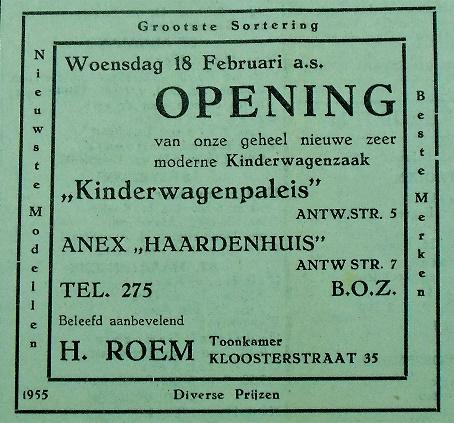 Grootste Sortering
Nieuwste Modellen
Woensdag 18 Februari a.s.
OPENING
van onze geheel nieuwe zeer
moderne Kinderwagenzaak
„Kinderwagenpaleis”
ANTW.STR. 5
ANEX „HAARDENHUIS”
ANTW STR. 7
TEL. 275 B.O.Z.
Beleefd aanbevelend
H. ROEM Toonkamer
KLOOSTERSTRAAT 35
Beste Merken
1955 Diverse Prijzen